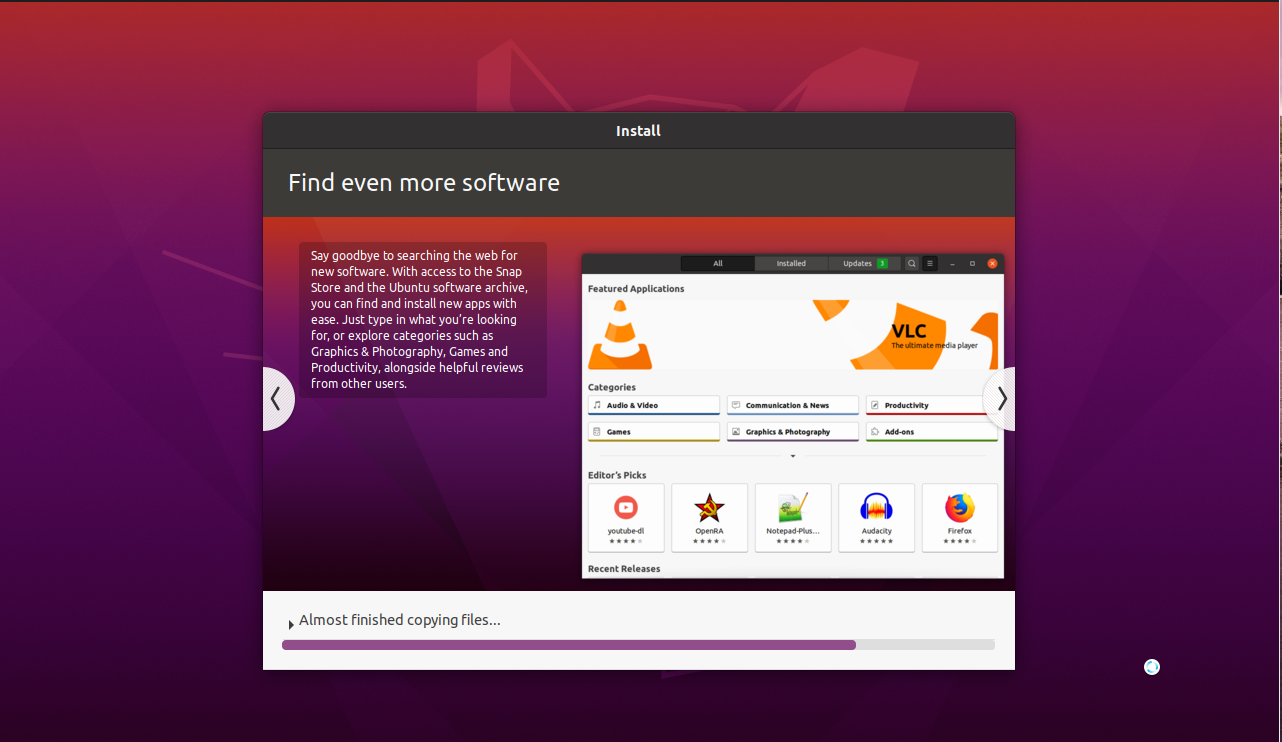 Install
Find even more software
Say goodbye to searching the web for
new software. With access to the Snap
Store and the Ubuntu software archive,
you can find and install new apps with
ease. Just type in what you’re looking
for, or explore categories such as
Graphics & Photography, Games and
Productivity, alongside helpful reviews
from other users.
All Installed Updates 3
Featured Applications
VLC
The ultimate media player
Categories
Audio & Video Communication & News Productivity
Games Graphics & Photography Add-ons
Editor’s Picks
youtube-dl OpenRA Notepad-Plus... Audacity Firefox
Recent Releases
Almost finished copying files...